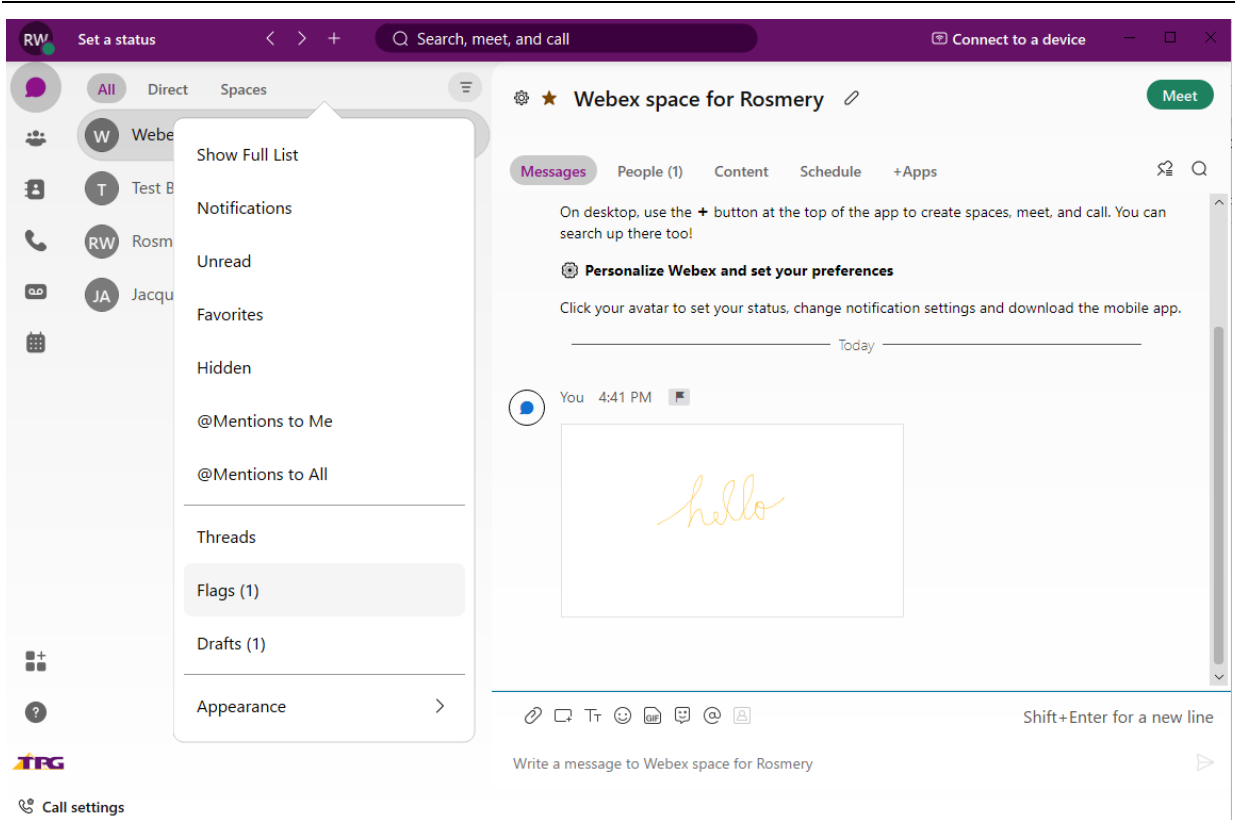 RW Set a status Search, meet, and call Connect to a device
All Direct Spaces
W Webe
T Test B
RW Rosm
JA Jacqu
Show Full List
Notifications
Unread
Favorites
Hidden
@Mentions to Me
@Mentions to All
Threads
Flags (1)
Drafts (1)
Appearance
TPG
Call settings
Webex space for Rosmery Meet
Messages People (1) Content Schedule +Apps
On desktop, use the + button at the top of the app to create spaces, meet, and call. You can
search up there too!
Personalize Webex and set your preferences
Click your avatar to set your status, change notification settings and download the mobile app.
Today
You 4:41 PM
hello
GIF Shift+Enter for a new line
Write a message to Webex space for Rosmery